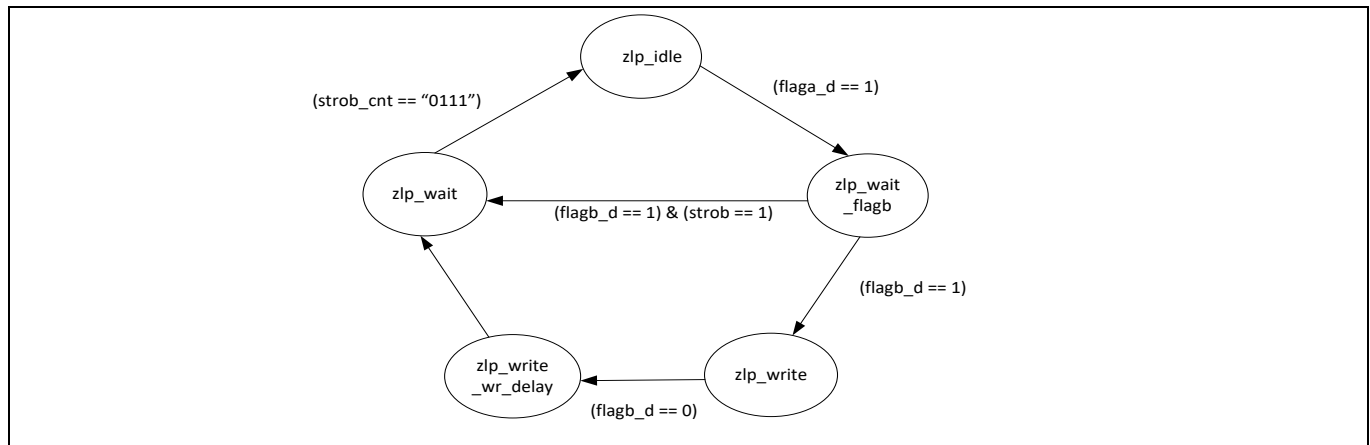 zlp_idle
(flaga_d == 1)
(strob_cnt == “0111”)
zlp_wait
zlp_wait
_flagb
(flagb_d == 1) & (strob == 1)
(flagb_d == 1)
zlp_write
_wr_delay
zlp_write
(flagb_d == 0)